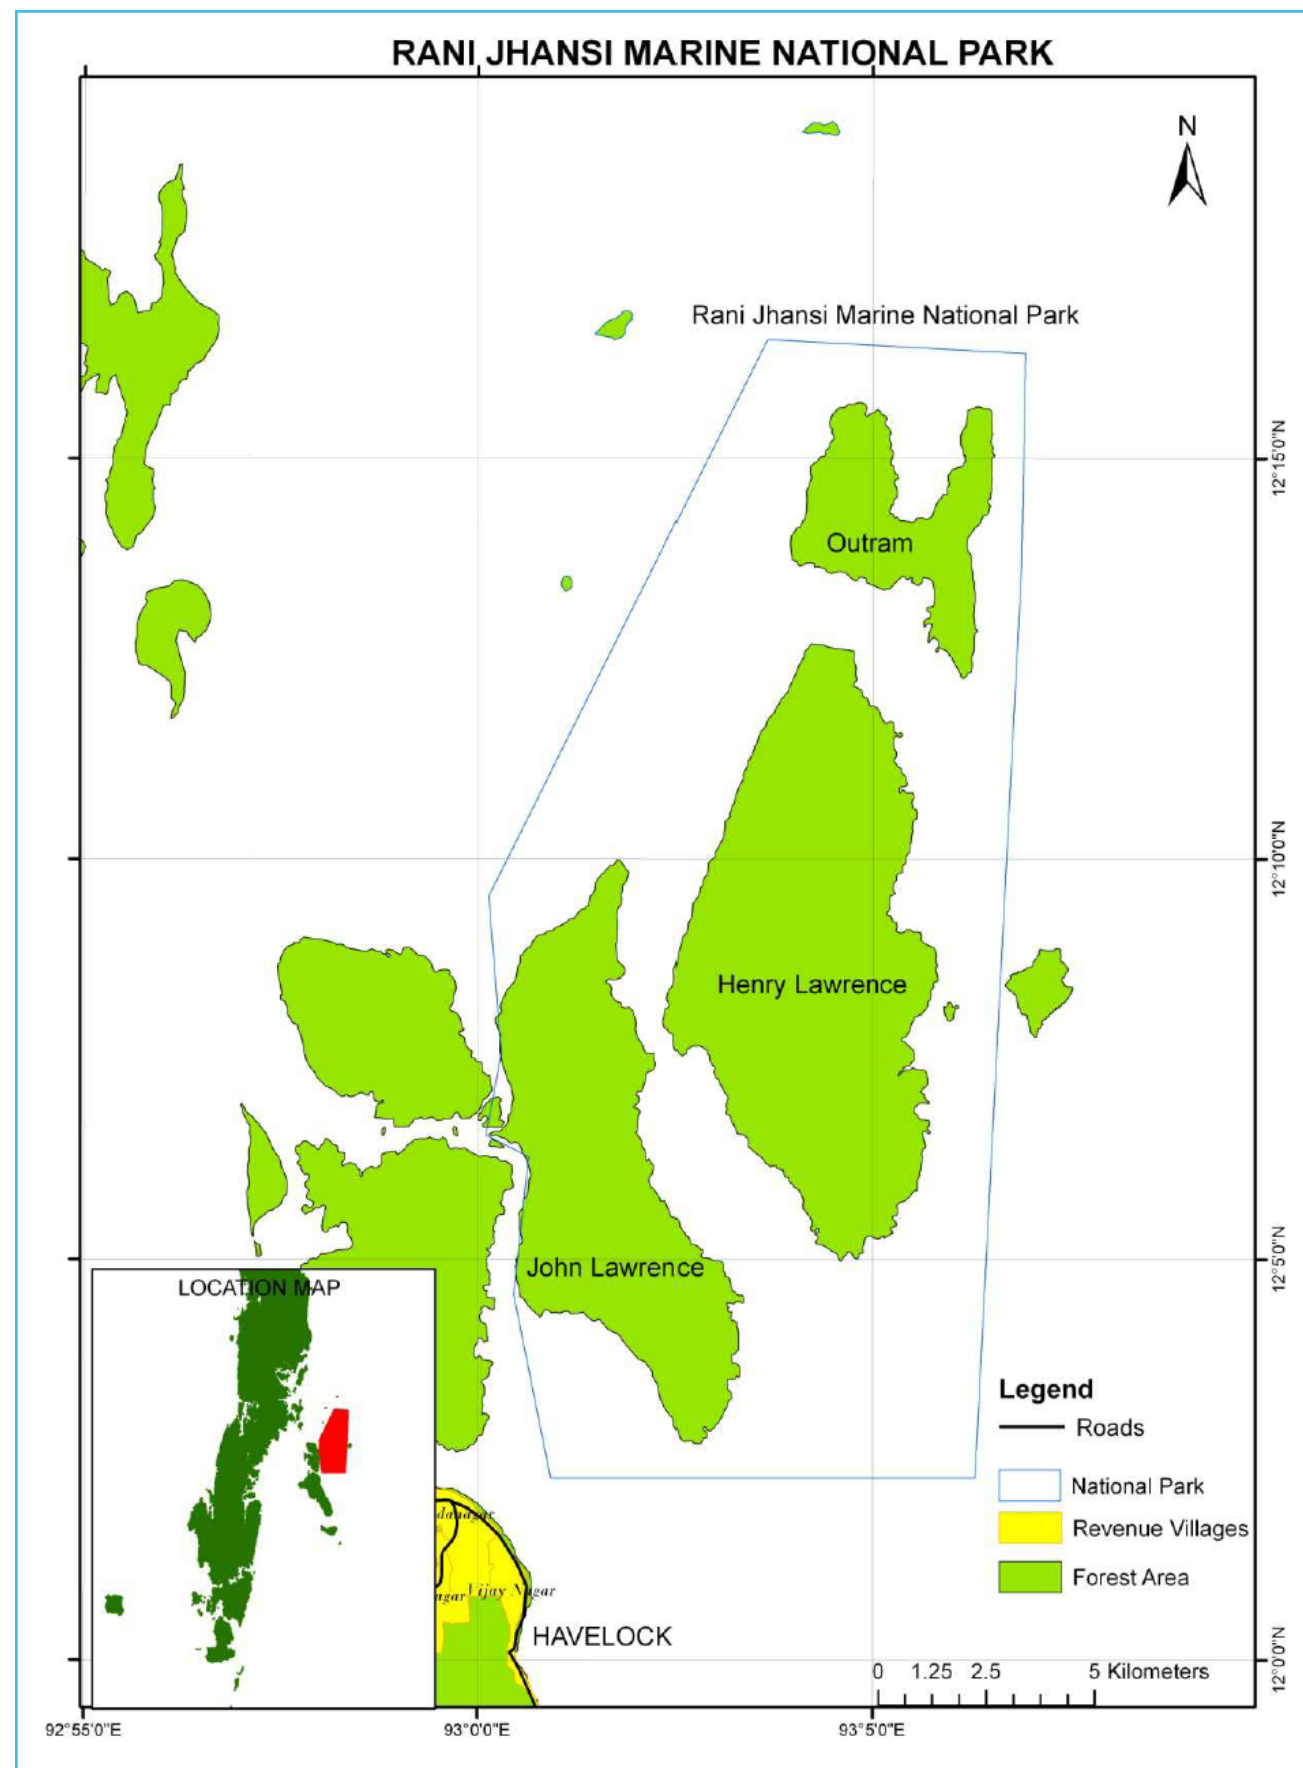 RANI JHANSI MARINE NATIONAL PARK
N
Rani Jhansi Marine National Park
12°15'0"N
Outram
12°10'0"N
Henry Lawrence
12°5'0"N
John Lawrence
LOCATION MAP
Legend
Roads
National Park
Revenue Villages
Forest Area
danagar
agar Vijay Nagar
HAVELOCK
0 1.25 2.5 5 Kilometers
12°0'0"N
92°55'0"E 93°0'0"E 93°5'0"E